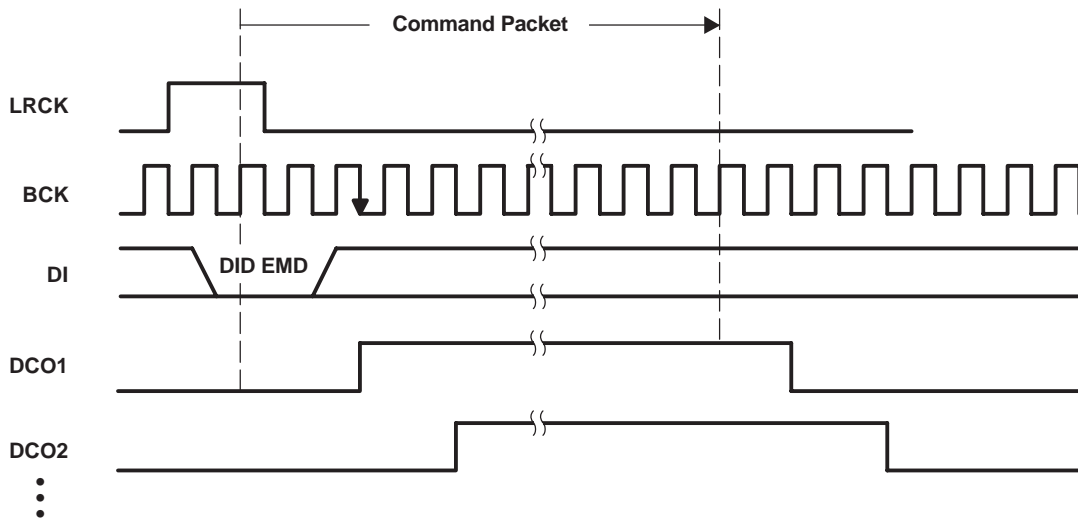 Command Packet
LRCK
BCK
DI
DID EMD
DCO1
DCO2